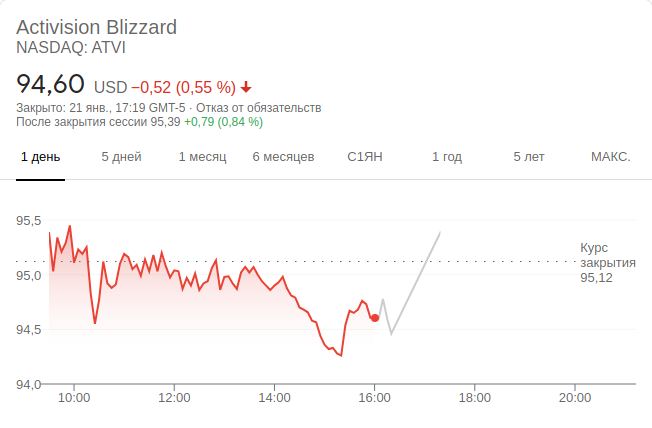 Activision Blizzard
NASDAQ: ATVI
94,60 USD −0,52 (0,55 %)
Закрыто: 21 янв., 17:19 GMT-5 · Отказ от обязательств
После закрытия сессии 95,39 +0,79 (0,84 %)
1 день 5 дней 1 месяц 6 месяцев С1ЯН 1 год 5 лет МАКС.
95,5
Курс
закрытия
95,12
95,0
94,5
94,0
10:00 12:00 14:00 16:00 18:00 20:00